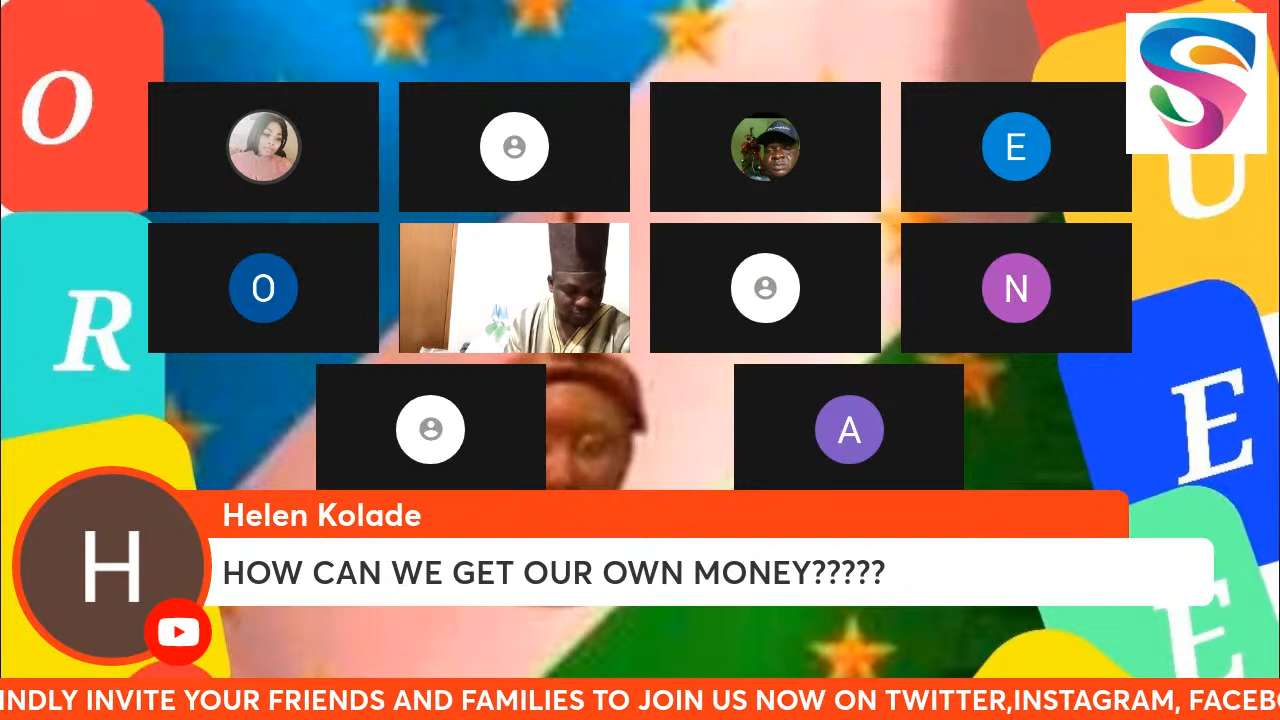 O
U
E
O
N
R
E
A
H
Helen Kolade
HOW CAN WE GET OUR OWN MONEY?????
E
INDLY INVITE YOUR FRIENDS AND FAMILIES TO JOIN US NOW ON TWITTER,INSTAGRAM, FACEB